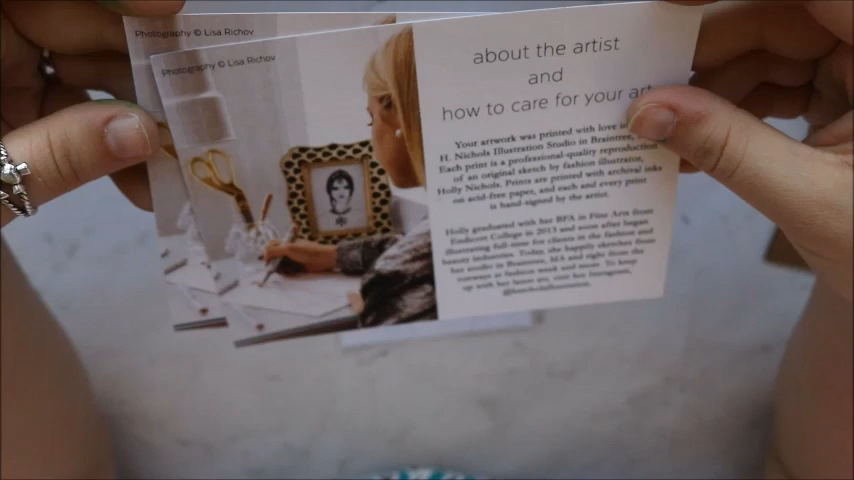 Photography © Lisa Richov
Photography © Lisa Richov
about the artist
and
how to care for your art
Your artwork was printed with love in
H. Nichols Illustration Studio in Braintree,
Each print is a professional-quality reproduction
of an original sketch by fashion illustrator,
Holly Nichols. Prints are printed with archival inks
on acid-free paper, and each and every print
is hand-signed by the artist.
Holly graduated with her BFA in Fine Arts from
Endicott College in 2013 and soon after began
illustrating full-time for clients in the fashion and
beauty industries. Today, she happily sketches from
her studio in Braintree, MA and right from the
runways at fashion week and more. To keep
up with her latest art, visit her Instagram,
@hnicholsillustration.